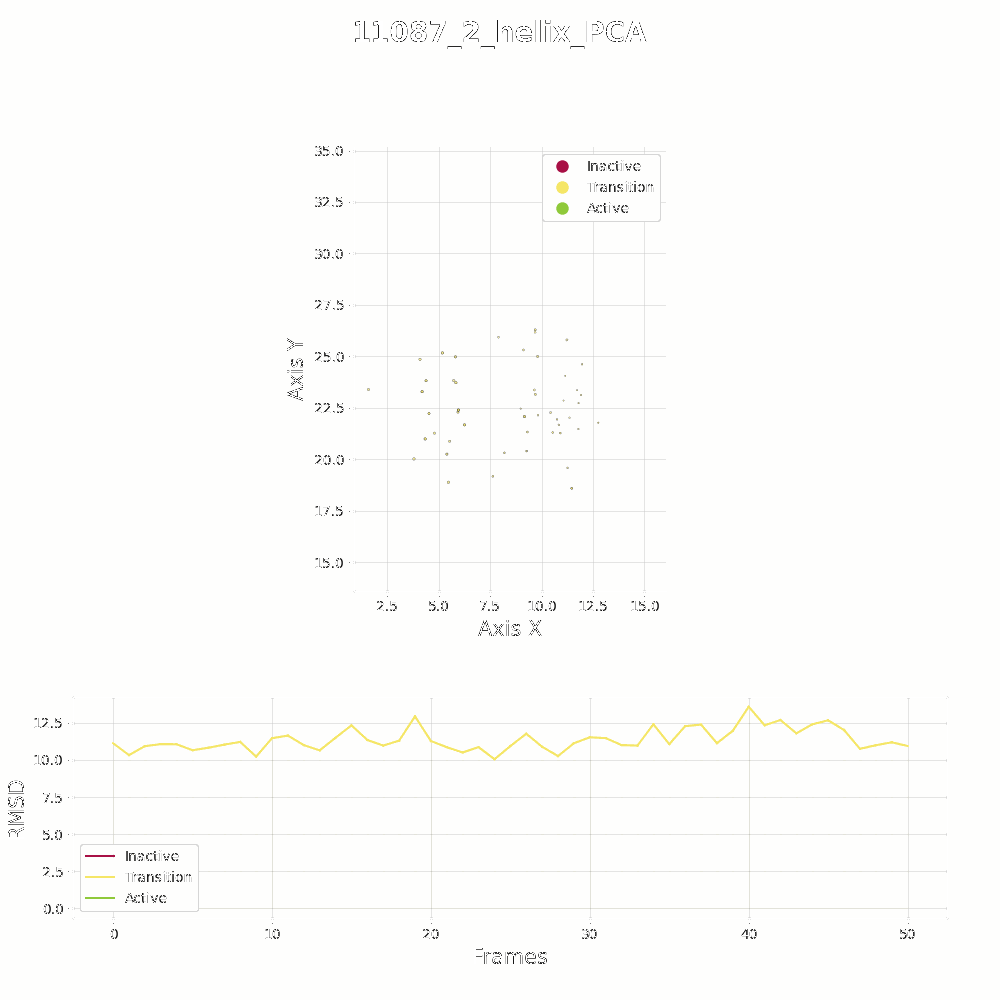 11087_2_helix_PCA
35.0
32.5
30.0
27.5
25.0
22.5
20.0
17.5
15.0
Axis Y
Inactive
Transition
Active
2.5 5.0 7.5 10.0 12.5 15.0
Axis X
12.5
10.0
7.5
5.0
2.5
0.0
RMSD
Inactive
Transition
Active
0 10 20 30 40 50
Frames